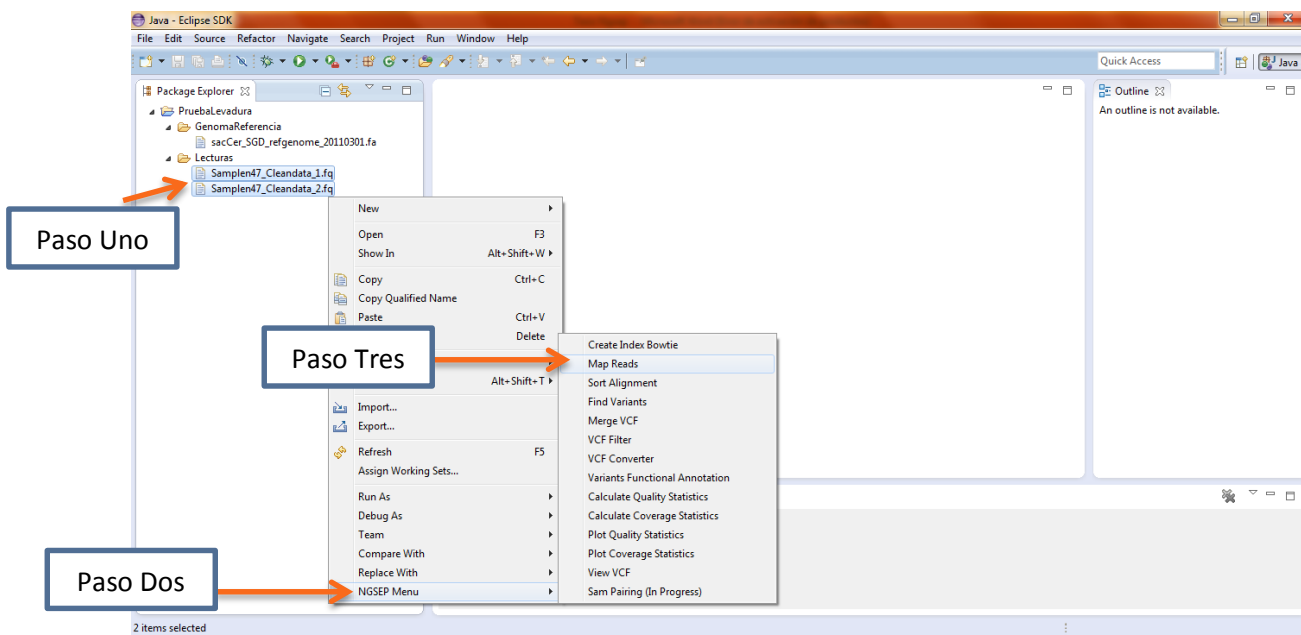 Java - Eclipse SDK
File Edit Source Refactor Navigate Search Project Run Window Help
Quick Access
Java
Package Explorer
PruebaLevadura
GenomaReferencia
sacCer_SGD_refgenome_20110301.fa
Lecturas
Samplen47_Cleandata_1.fq
Samplen47_Cleandata_2.fq
Outline
An outline is not available.
Paso Uno
New
Open F3
Show In Alt+Shift+W
Copy Ctrl+C
Copy Qualified Name
Paste Ctrl+V
Delete
Alt+Shift+T
Import...
Export...
Refresh F5
Assign Working Sets...
Run As
Debug As
Team
Compare With
Replace With
NGSEP Menu
Paso Tres
Create Index Bowtie
Map Reads
Sort Alignment
Find Variants
Merge VCF
VCF Filter
VCF Converter
Variants Functional Annotation
Calculate Quality Statistics
Calculate Coverage Statistics
Plot Quality Statistics
Plot Coverage Statistics
View VCF
Sam Pairing (In Progress)
Paso Dos
2 items selected